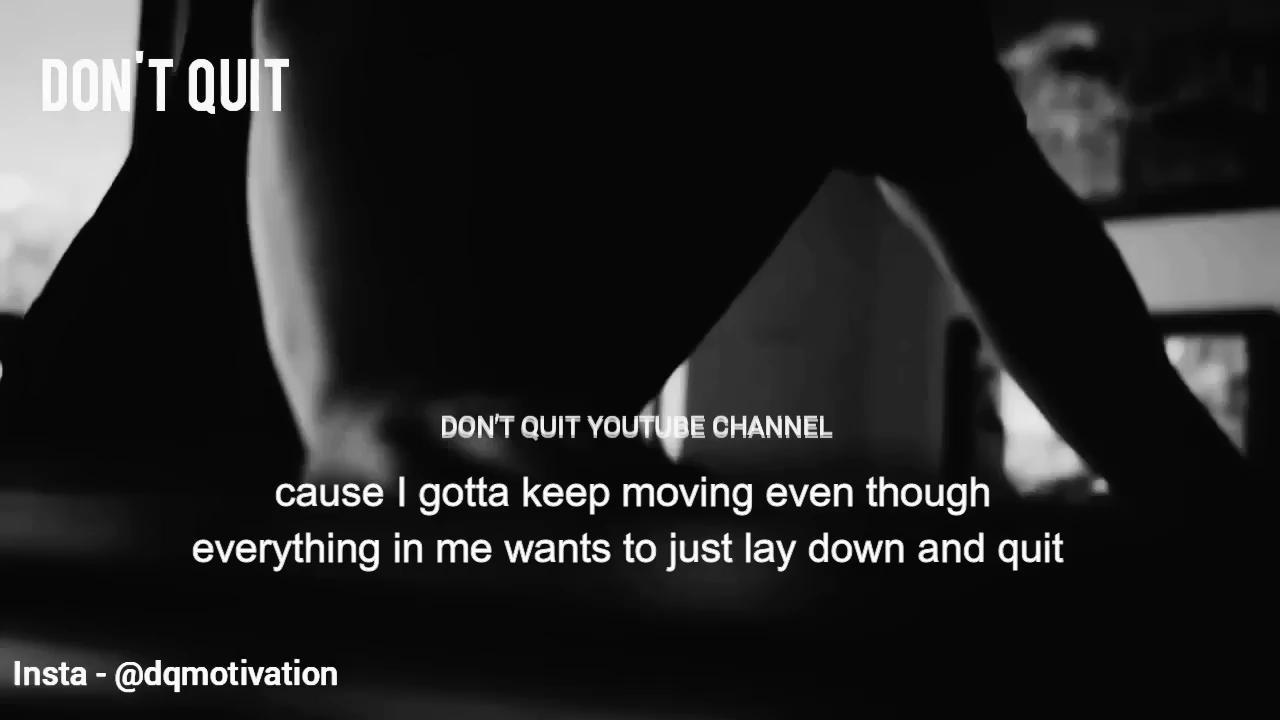 DON'T QUIT
DON'T QUIT YOUTUBE CHANNEL
cause I gotta keep moving even though
everything in me wants to just lay down and quit
Insta - @dqmotivation